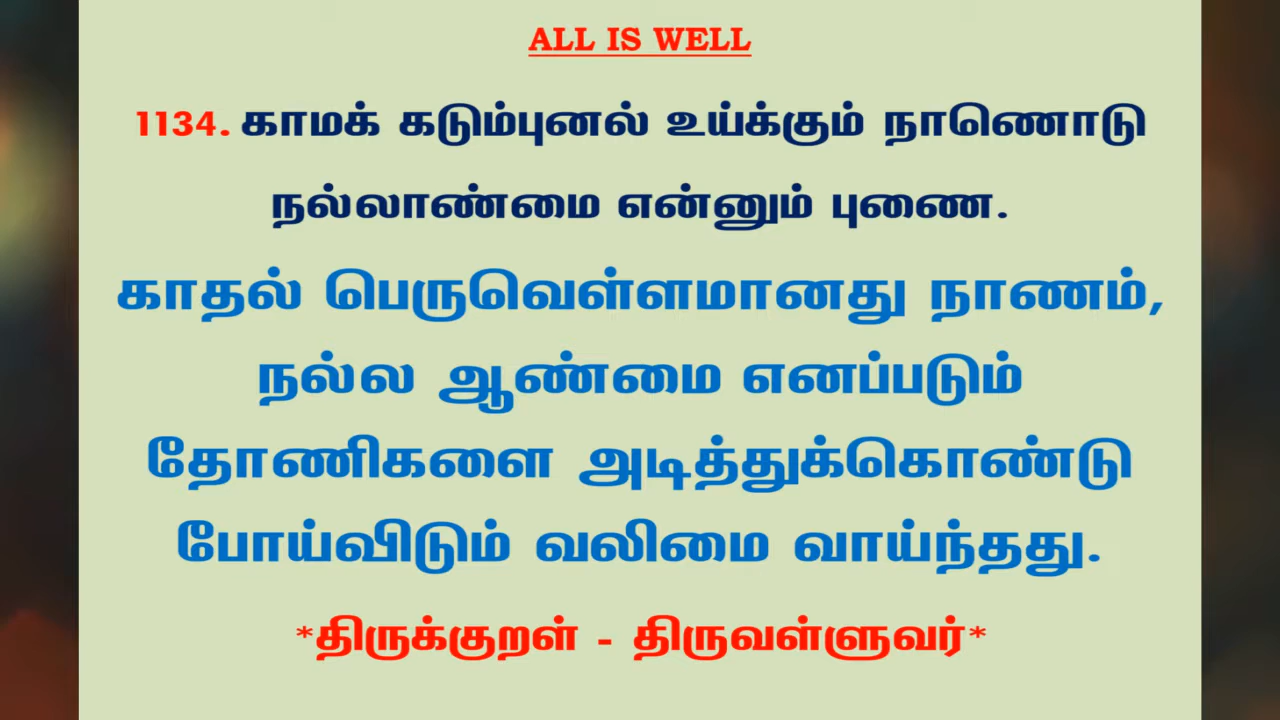 ALL IS WELL
1134. காமக் கடும்புனல் உய்க்கும் நாணொடு
நல்லாண்மை என்னும் புணை.
காதல் பெருவெள்ளமானது நாணம்,
நல்ல ஆண்மை எனப்படும்
தோணிகளை அடித்துக்கொண்டு
போய்விடும் வலிமை வாய்ந்தது.
*திருக்குறள் - திருவள்ளுவர்*